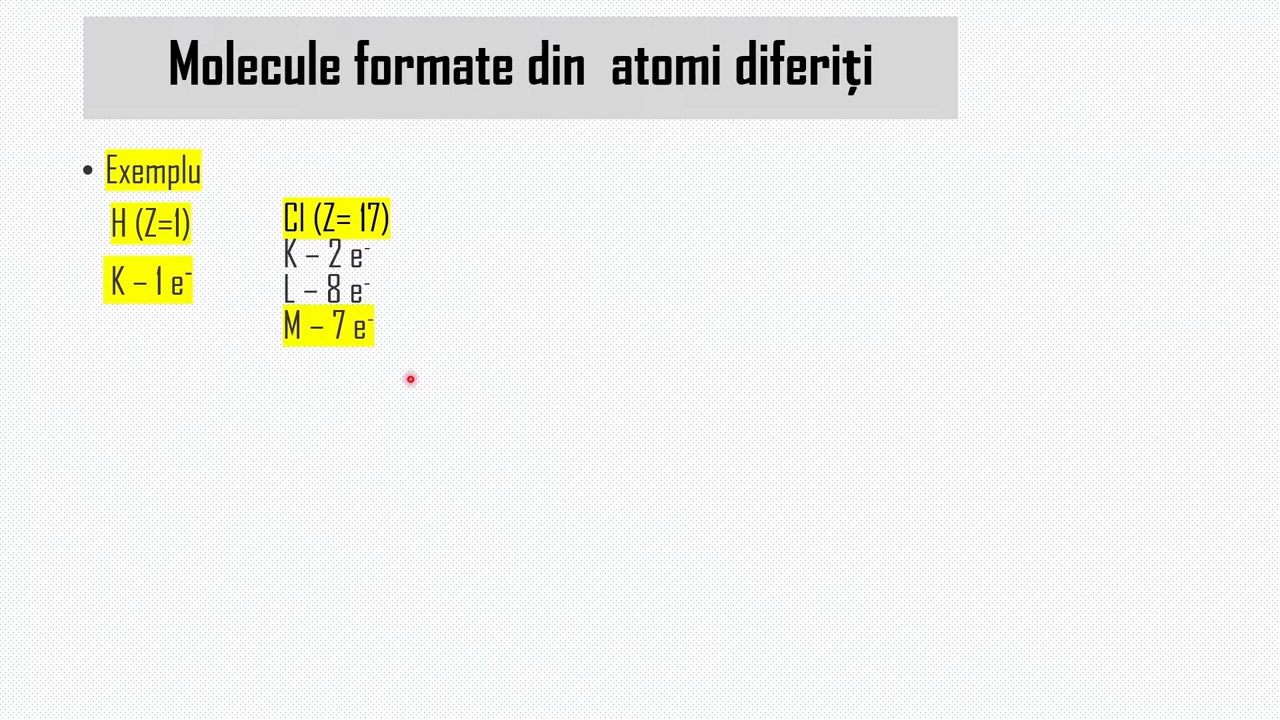 Molecule formate din atomi diferiți
• Exemplu
H (Z=1)
K – 1 e⁻
Cl (Z= 17)
K – 2 e⁻
L – 8 e⁻
M – 7 e⁻